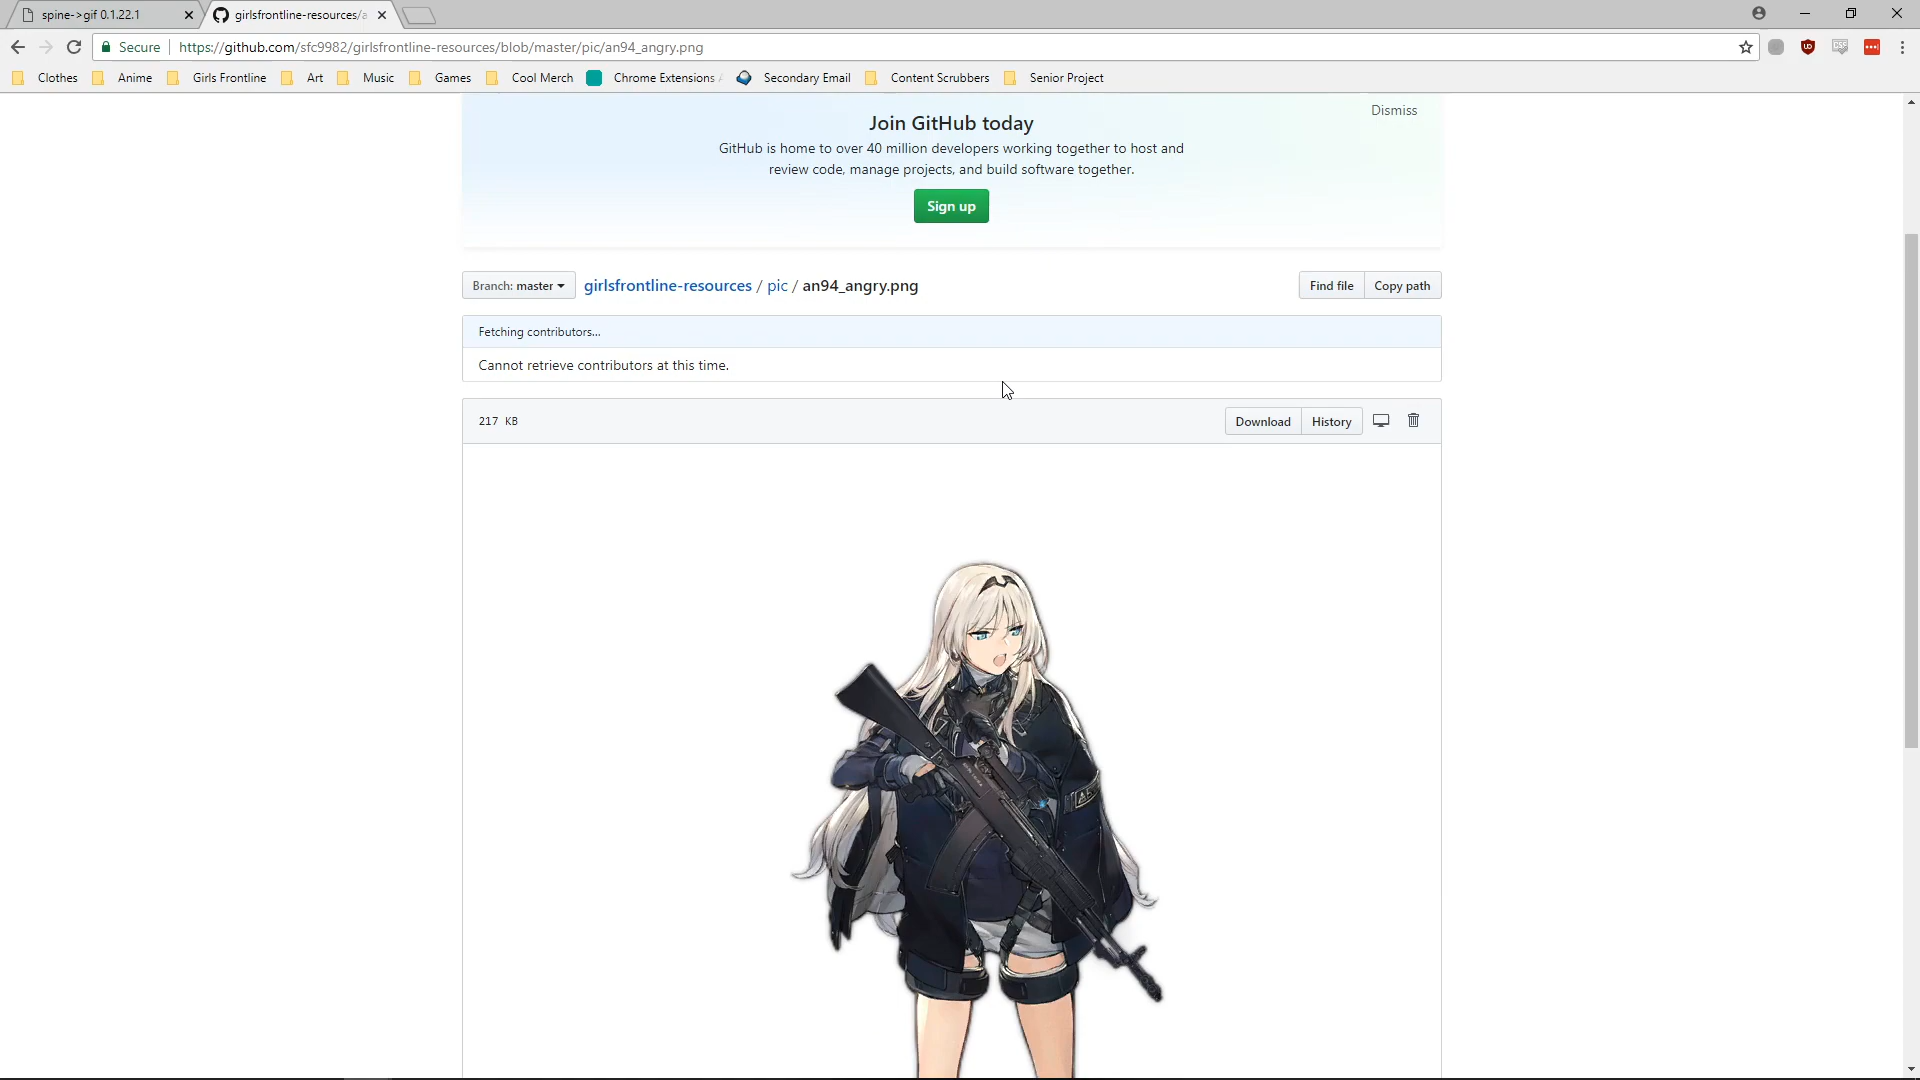 spine->gif 0.1.22.1
girlsfrontline-resources/a
Secure
https://github.com/sfc9982/girlsfrontline-resources/blob/master/pic/an94_angry.png
Clothes
Anime
Girls Frontline
Art
Music
Games
Cool Merch
Chrome Extensions
Secondary Email
Content Scrubbers
Senior Project
Dismiss
Join GitHub today
GitHub is home to over 40 million developers working together to host and
review code, manage projects, and build software together.
Sign up
Branch: master
girlsfrontline-resources / pic / an94_angry.png
Find file
Copy path
Fetching contributors...
Cannot retrieve contributors at this time.
217 KB
Download
History